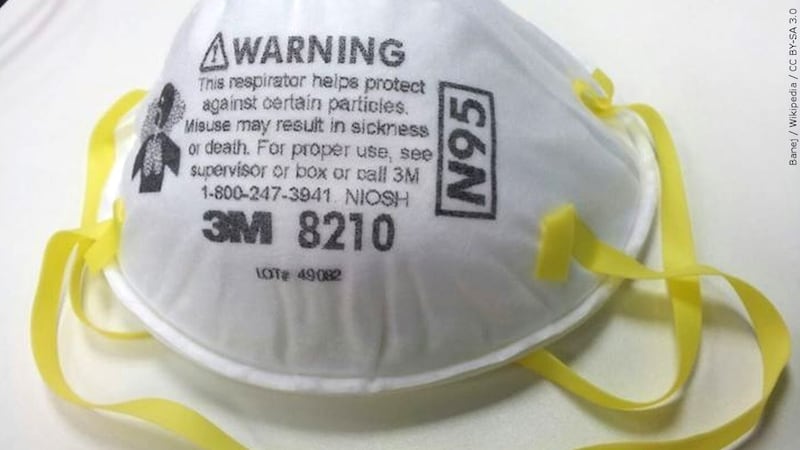 WARNING
This respirator helps protect
against certain particles.
Misuse may result in sickness
or death. For proper use, see
supervisor or box or call 3M
1-800-247-3941 NIOSH
3M 8210
LOT# 49082
N95
Banej / Wikipedia / CC BY-SA 3.0